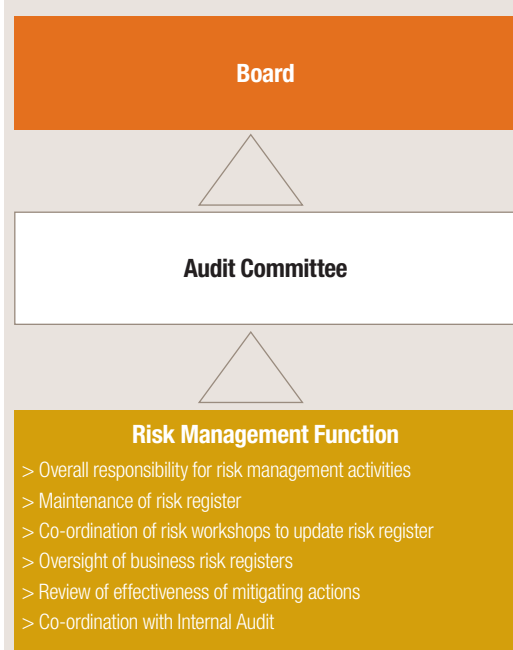 Board
Audit Committee
Risk Management Function
> Overall responsibility for risk management activities
> Maintenance of risk register
> Co-ordination of risk workshops to update risk register
> Oversight of business risk registers
> Review of effectiveness of mitigating actions
> Co-ordination with Internal Audit